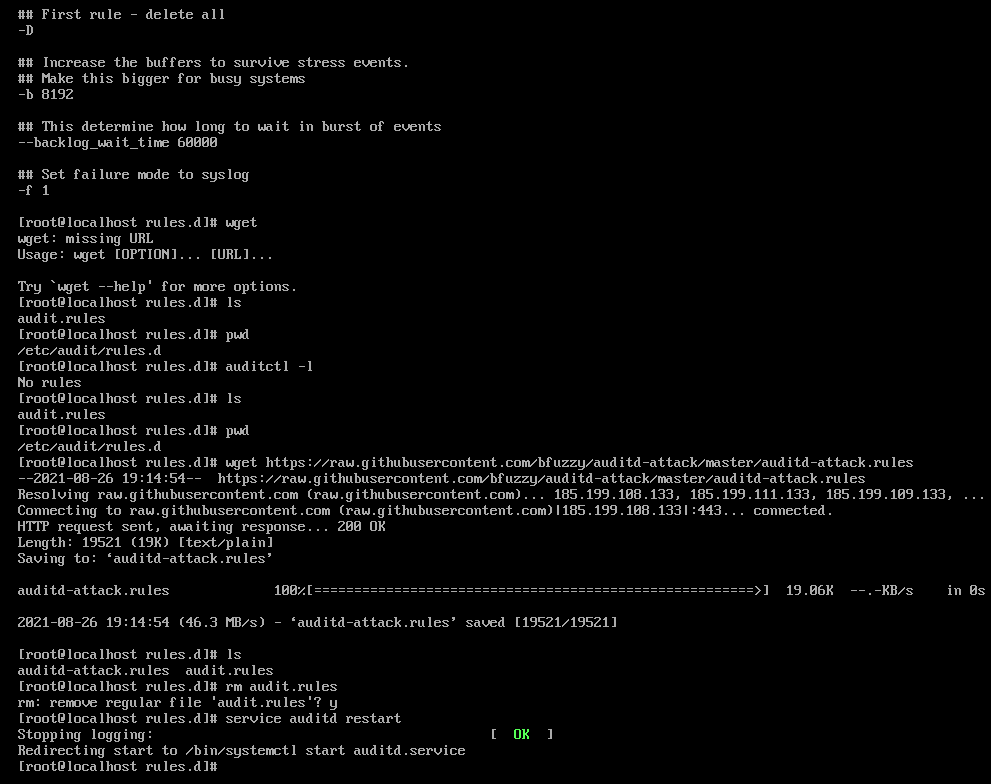 ## First rule - delete all
-D
## Increase the buffers to survive stress events.
## Make this bigger for busy systems
-b 8192
## This determine how long to wait in burst of events
--backlog_wait_time 60000
## Set failure mode to syslog
-f 1
[root@localhost rules.d]# wget
wget: missing URL
Usage: wget [OPTION]... [URL]...
Try `wget --help' for more options.
[root@localhost rules.d]# ls
audit.rules
[root@localhost rules.d]# pwd
/etc/audit/rules.d
[root@localhost rules.d]# auditctl -l
No rules
[root@localhost rules.d]# ls
audit.rules
[root@localhost rules.d]# pwd
/etc/audit/rules.d
[root@localhost rules.d]# wget https://raw.githubusercontent.com/bfuzzy/auditd-attack/master/auditd-attack.rules
--2021-08-26 19:14:54--  https://raw.githubusercontent.com/bfuzzy/auditd-attack/master/auditd-attack.rules
Resolving raw.githubusercontent.com (raw.githubusercontent.com)... 185.199.108.133, 185.199.111.133, 185.199.109.133, ...
Connecting to raw.githubusercontent.com (raw.githubusercontent.com)|185.199.108.133|:443... connected.
HTTP request sent, awaiting response... 200 OK
Length: 19521 (19K) [text/plain]
Saving to: ‘auditd-attack.rules’
auditd-attack.rules             100%[=======================================================>]  19.06K  --.-KB/s    in 0s
2021-08-26 19:14:54 (46.3 MB/s) - ‘auditd-attack.rules’ saved [19521/19521]
[root@localhost rules.d]# ls
auditd-attack.rules  audit.rules
[root@localhost rules.d]# rm audit.rules
rm: remove regular file 'audit.rules'? y
[root@localhost rules.d]# service auditd restart
Stopping logging:                                          [  OK  ]
Redirecting start to /bin/systemctl start auditd.service
[root@localhost rules.d]#